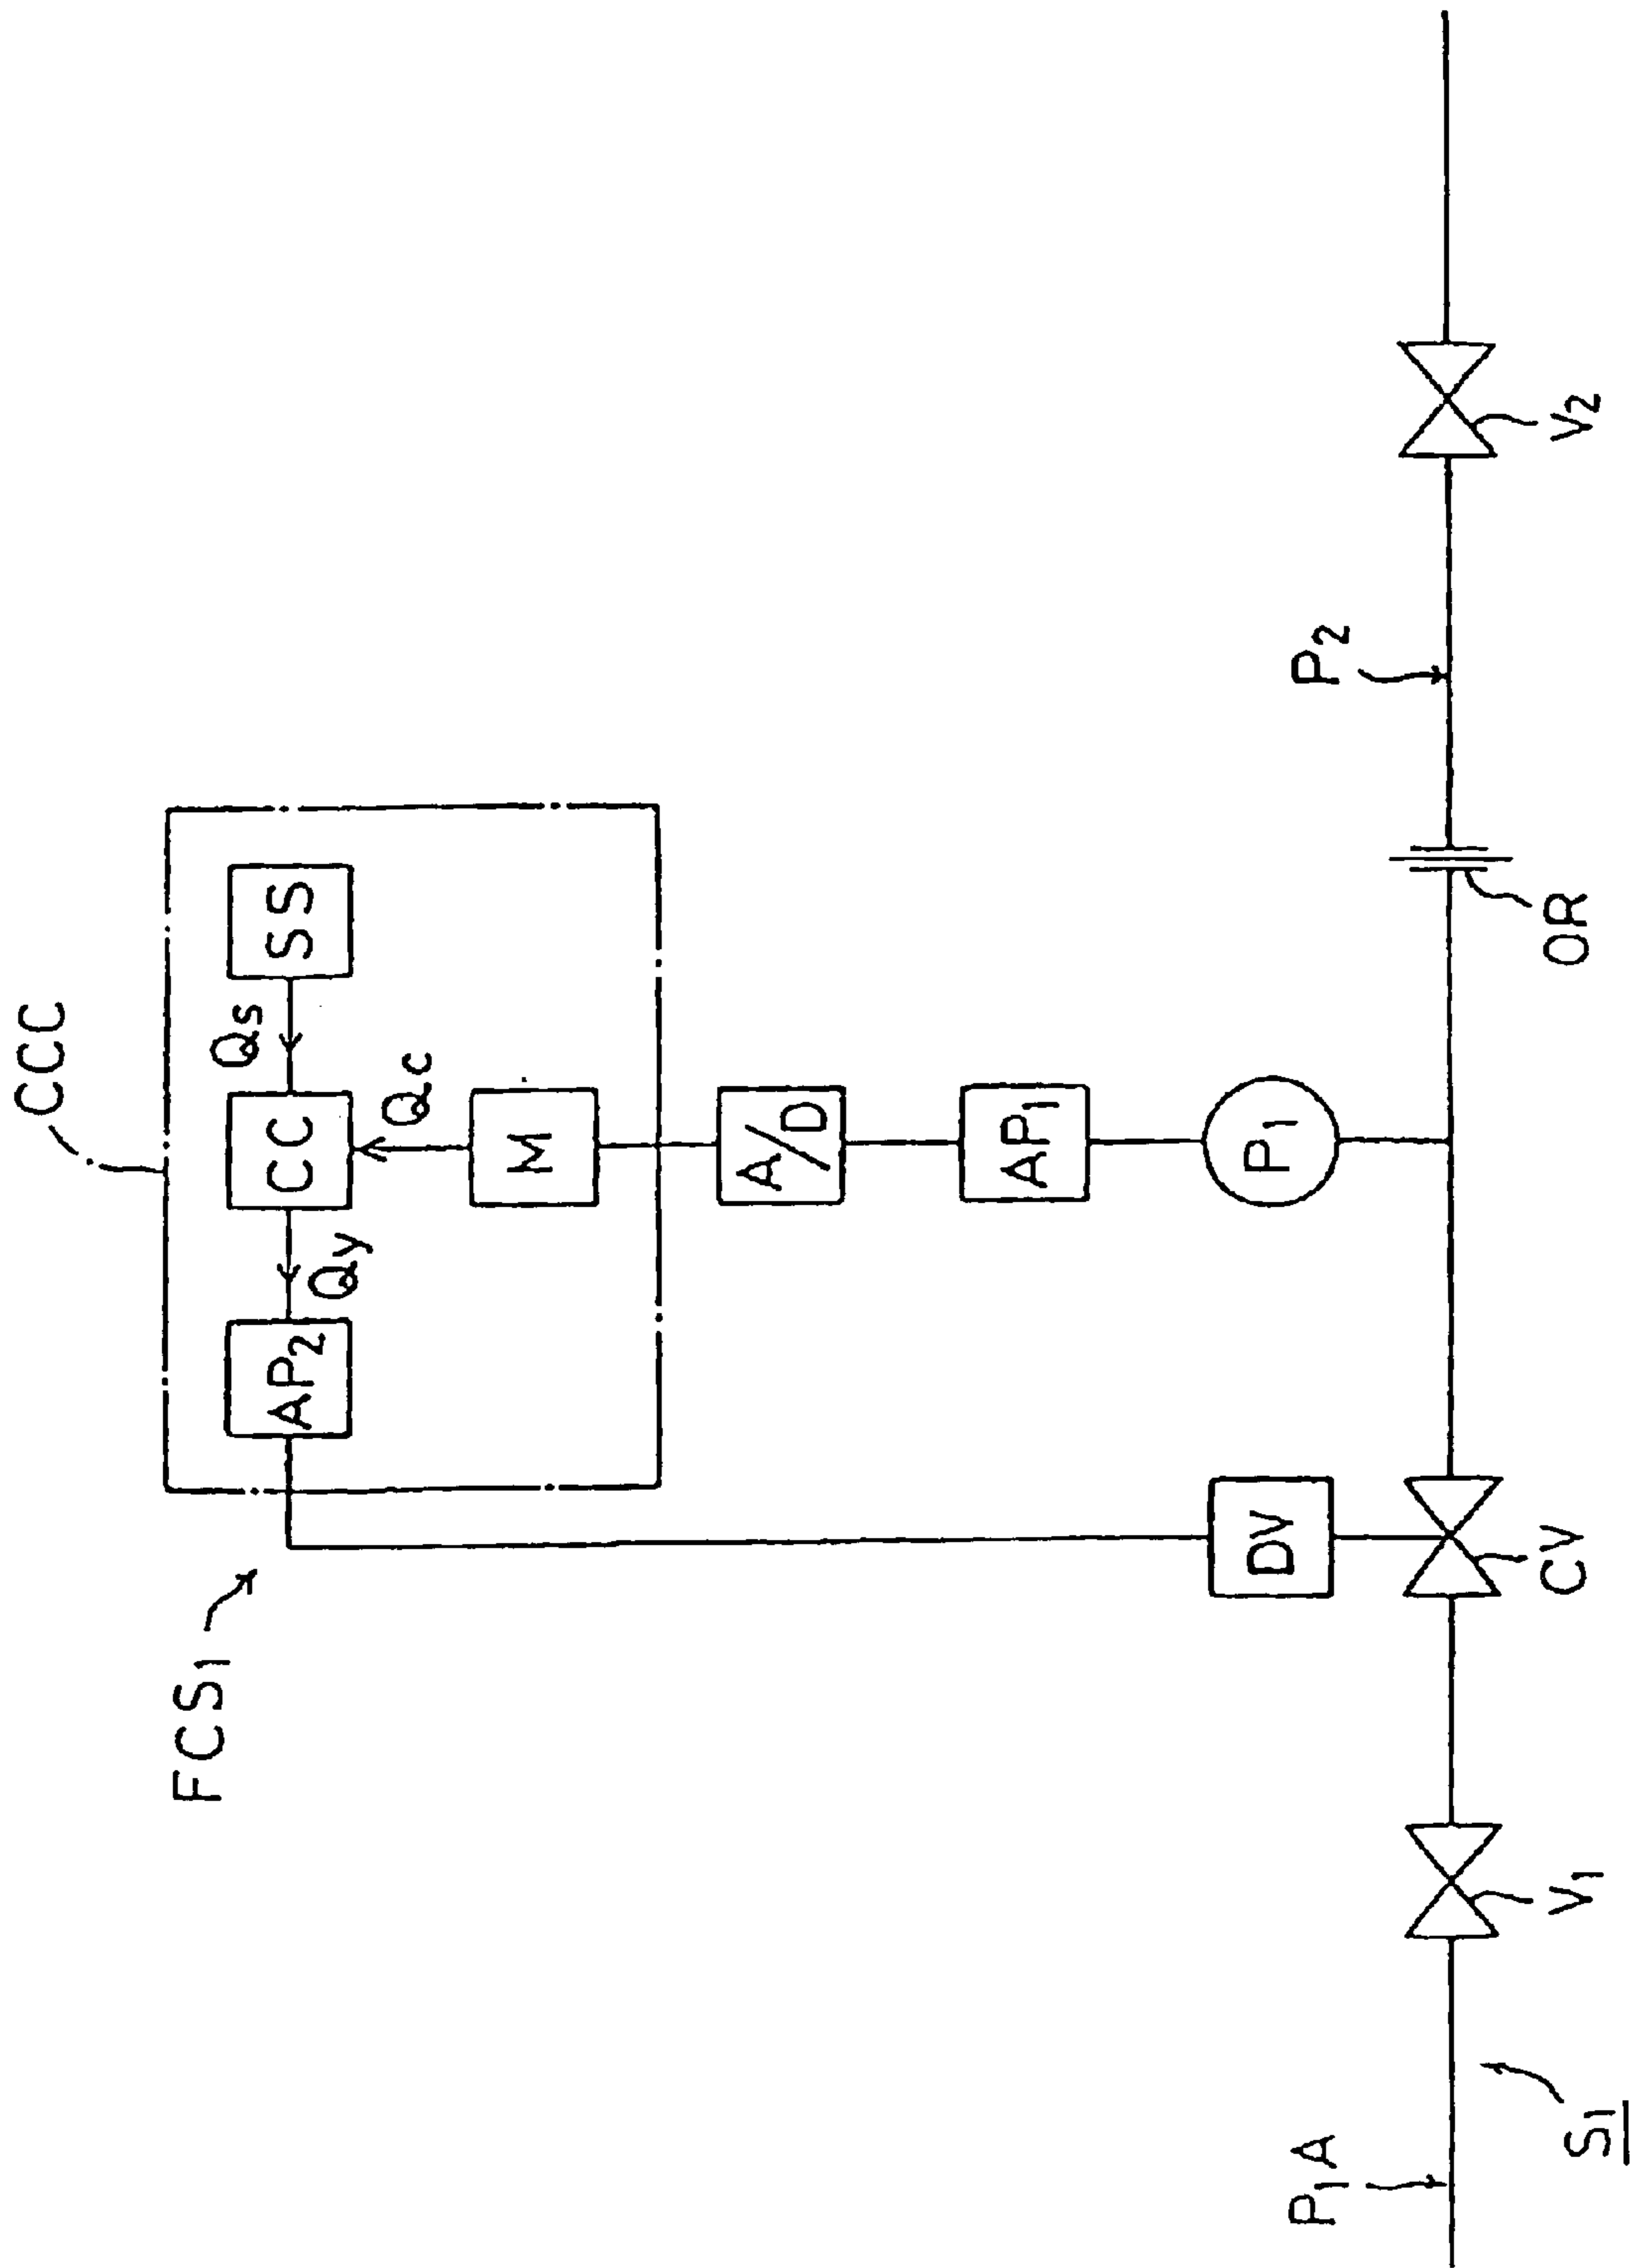 CCC
FCS₁
Qy
Qs
AP₂
CC
SS
Qc
M
A/D
AP₁
DV
P₁
P₁A
P₂
S₁
V₁
CV
OR
V₂